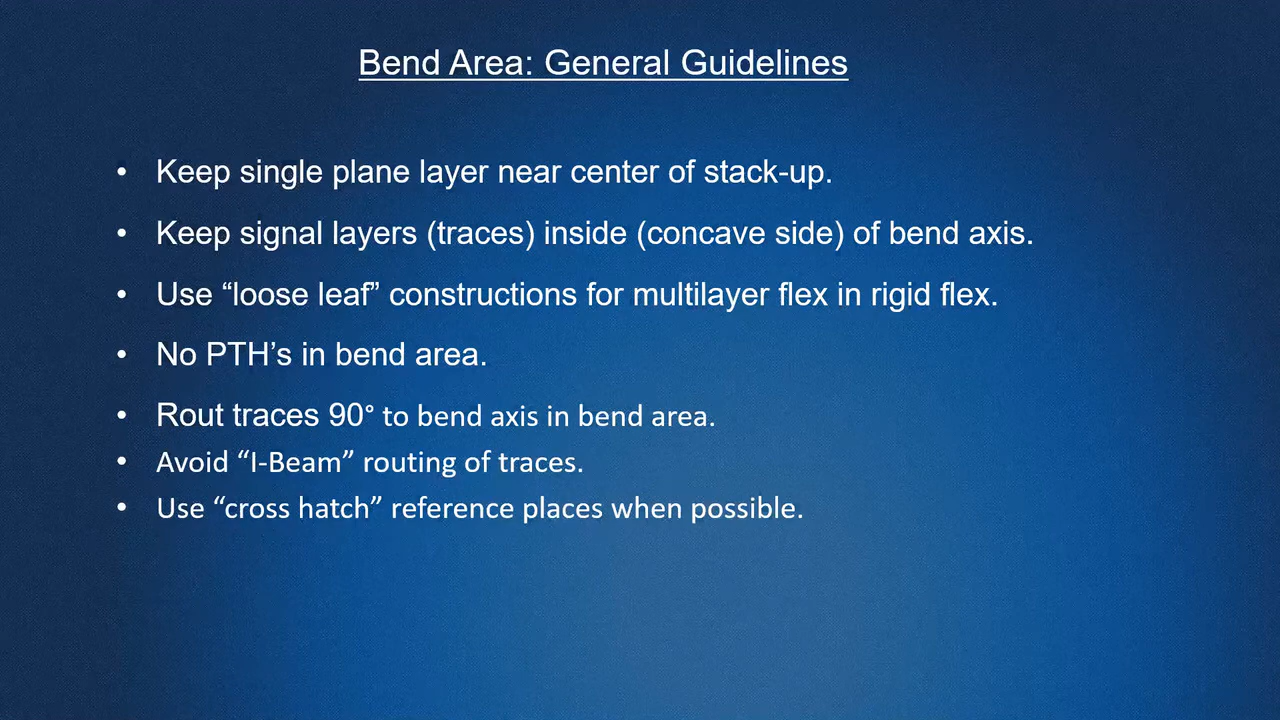 Bend Area: General Guidelines
• Keep single plane layer near center of stack-up.
• Keep signal layers (traces) inside (concave side) of bend axis.
• Use “loose leaf” constructions for multilayer flex in rigid flex.
• No PTH’s in bend area.
• Rout traces 90° to bend axis in bend area.
• Avoid “I-Beam” routing of traces.
• Use “cross hatch” reference places when possible.